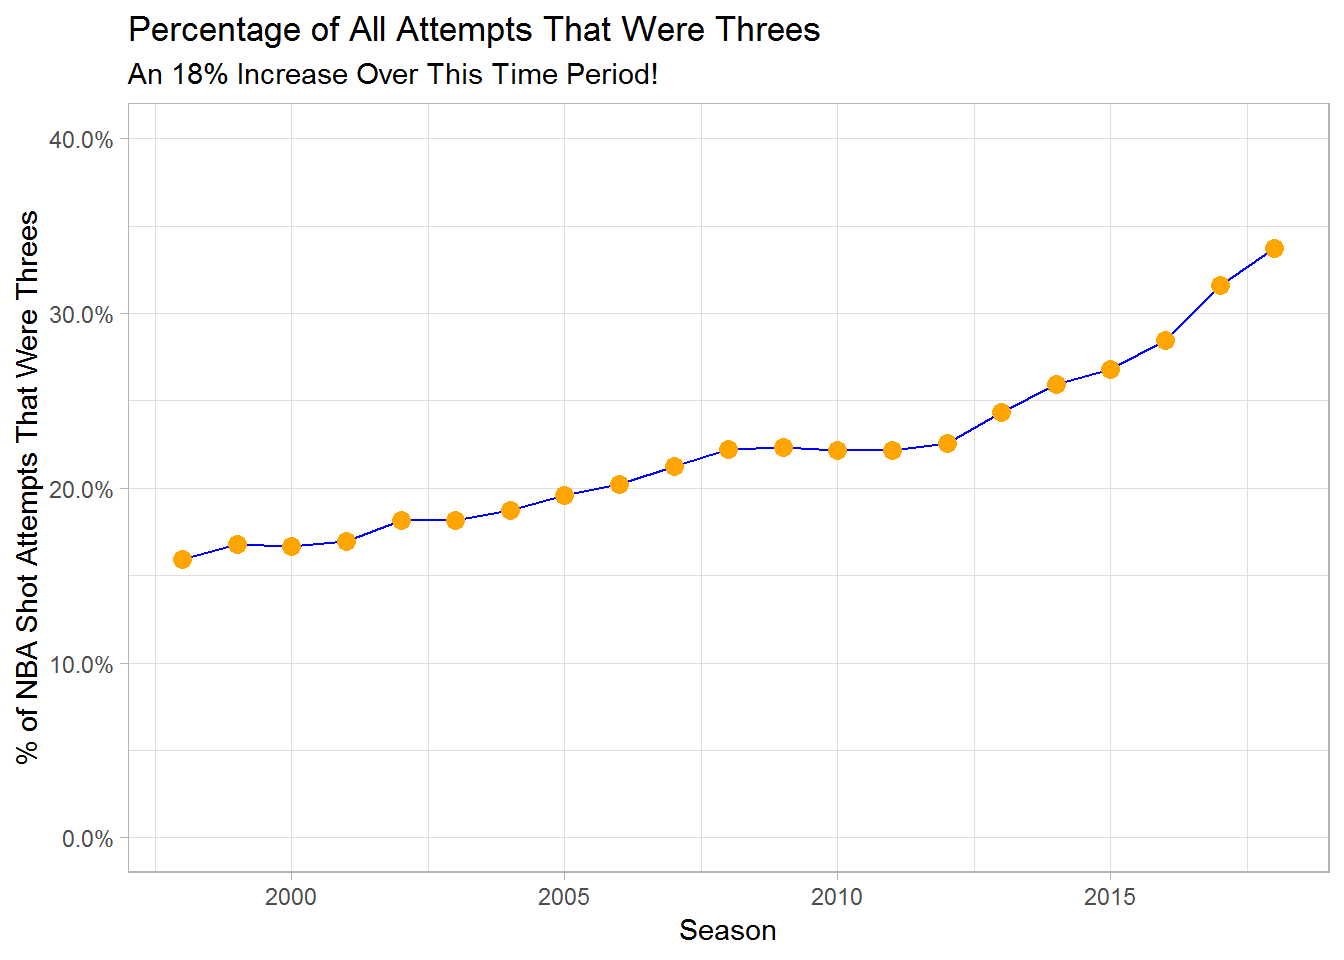 Percentage of All Attempts That Were Threes
An 18% Increase Over This Time Period!
% of NBA Shot Attempts That Were Threes
40.0%
30.0%
20.0%
10.0%
0.0%
2000 2005 2010 2015
Season